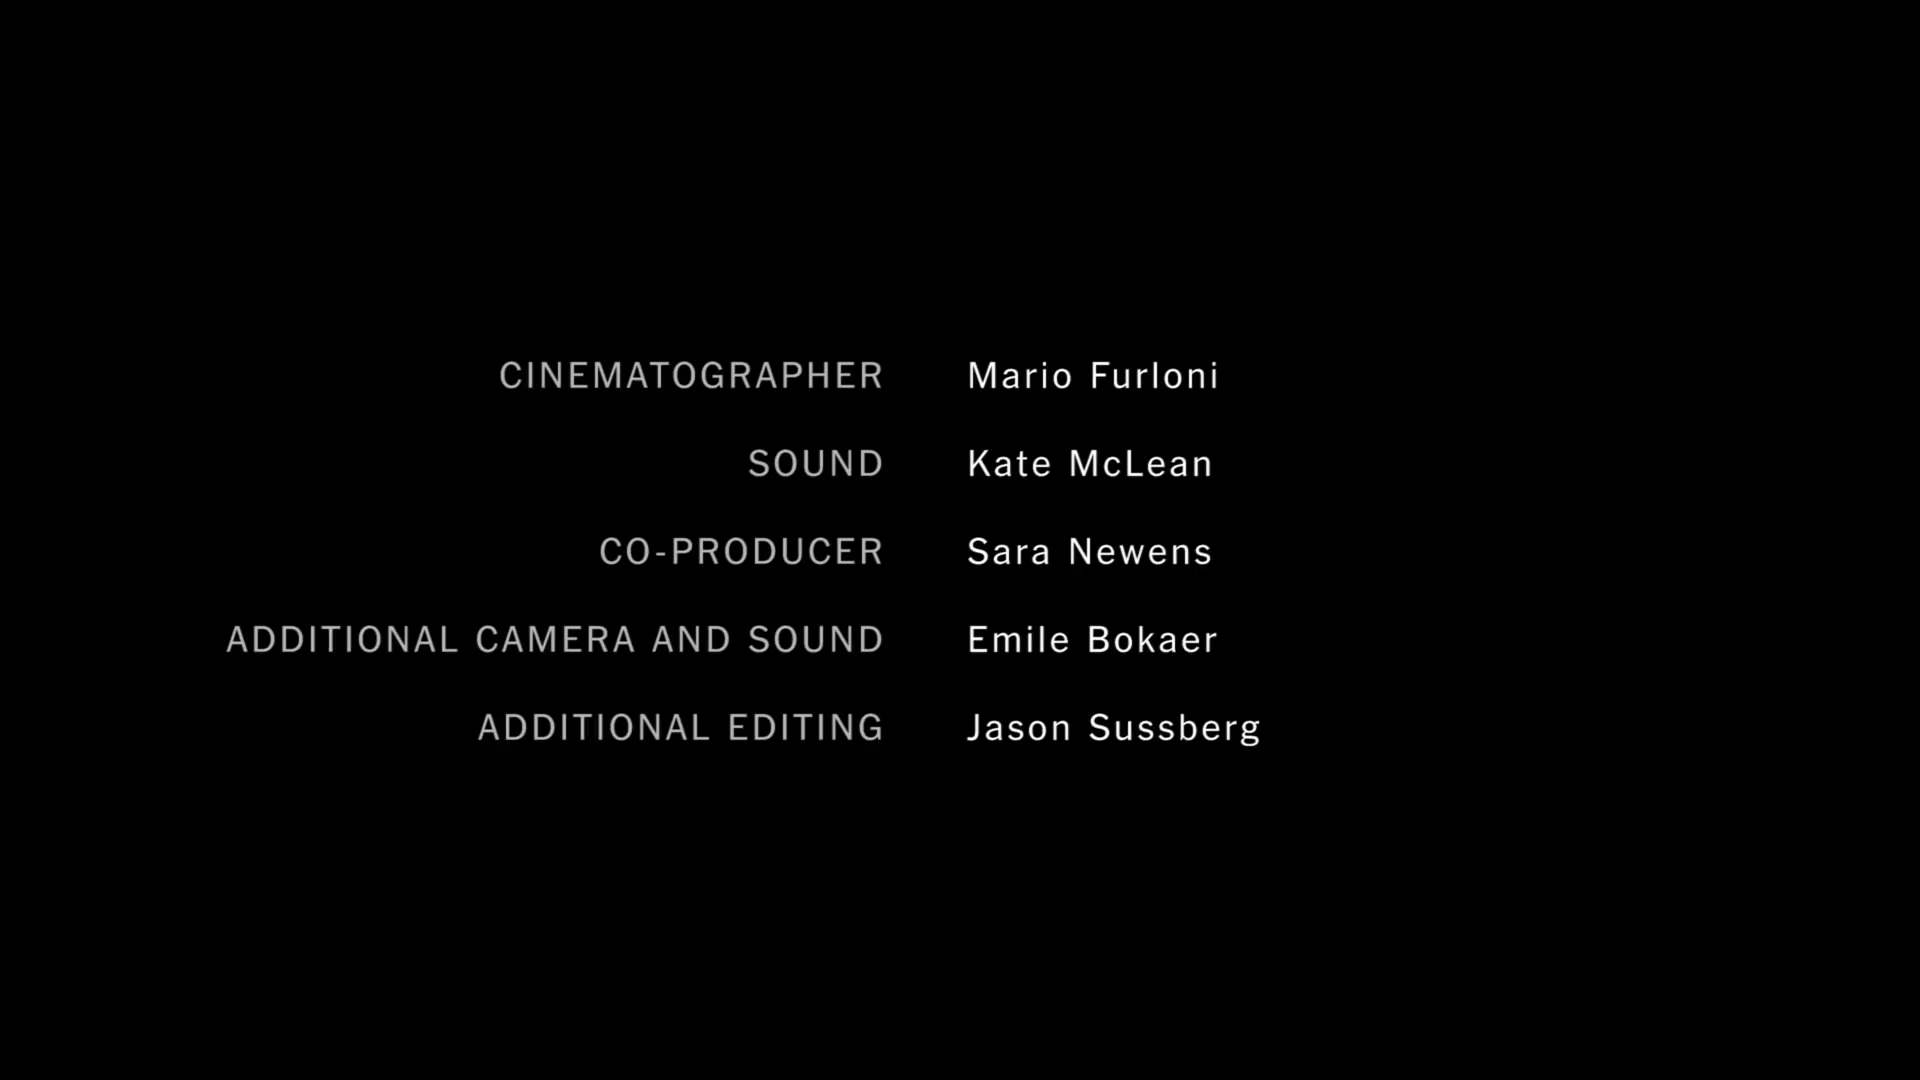 CINEMATOGRAPHER Mario Furloni
SOUND Kate McLean
CO-PRODUCER Sara Newens
ADDITIONAL CAMERA AND SOUND Emile Bokaer
ADDITIONAL EDITING Jason Sussberg